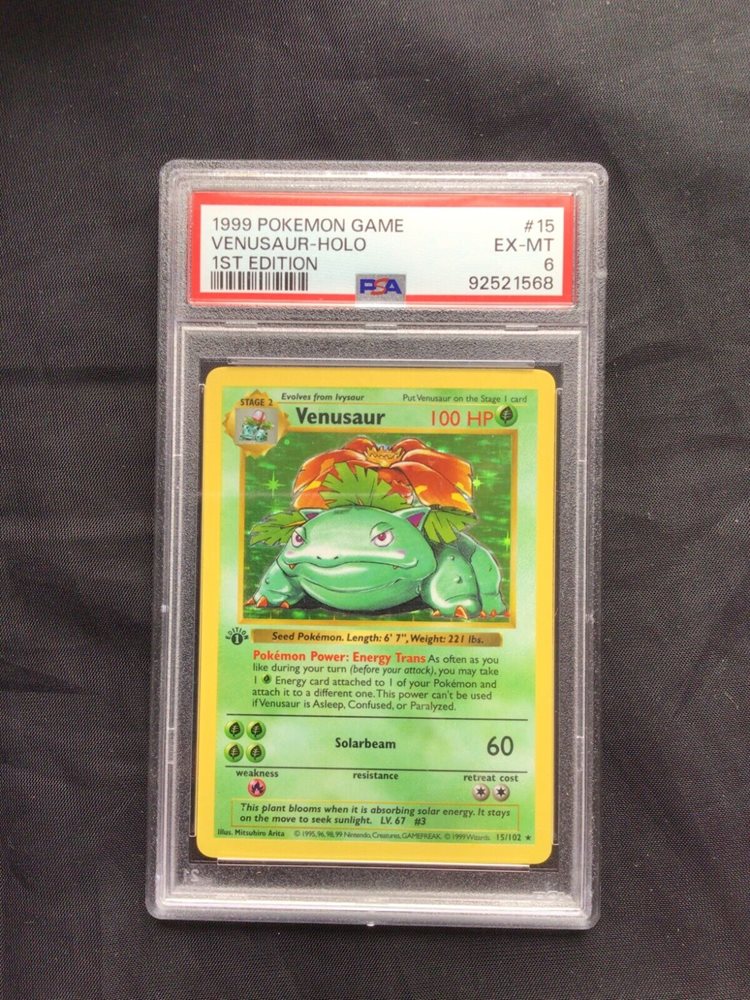 1999 POKEMON GAME #15
VENUSAUR-HOLO EX-MT
1ST EDITION 6
PSA 92521568
STAGE 2 Evolves from Ivysaur Put Venusaur on the Stage 1 card
Venusaur 100 HP
EDITION 1
Seed Pokémon. Length: 6' 7", Weight: 221 lbs.
Pokémon Power: Energy Trans As often as you
like during your turn (before your attack), you may take
1 Energy card attached to 1 of your Pokémon and
attach it to a different one. This power can't be used
if Venusaur is Asleep, Confused, or Paralyzed.
Solarbeam 60
weakness resistance retreat cost
This plant blooms when it is absorbing solar energy. It stays
on the move to seek sunlight. LV. 67 #3
Illus. Mitsuhiro Arita © 1995, 96, 98, 99 Nintendo, Creatures, GAMEFREAK. © 1999 Wizards. 15/102 ★